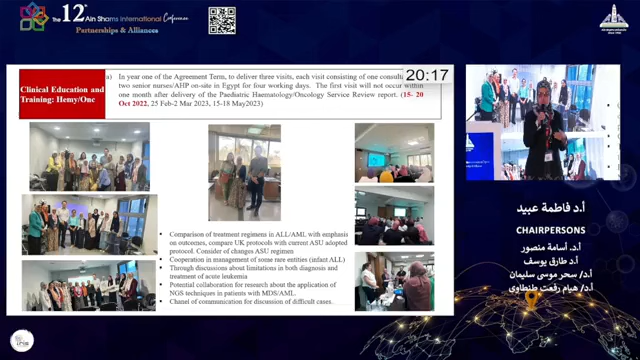 The 12th Ain Shams International Conference
Partnerships & Alliances
20:17
Clinical Education and
Training: Hemy/Onc
a) In year one of the Agreement Term, to deliver three visits, each visit consisting of one
two senior nurses/AHP on-site in Egypt for four working days. The first visit will not occur within
one month after delivery of the Paediatric Haematology/Oncology Service Review report. (15- 20
Oct 2022, 25 Feb-2 Mar 2023, 15-18 May2023)
• Comparison of treatment regimens in ALL/AML with emphasis
on outcomes, compare UK protocols with current ASU adopted
protocol. Consider of changes ASU regimen
• Cooperation in management of some rare entities (infant ALL)
• Through discussions about limitations in both diagnosis and
treatment of acute leukemia
• Potential collaboration for research about the application of
NGS techniques in patients with MDS/AML.
• Chanel of communication for discussion of difficult cases.
أ.د فاطمة عبيد
CHAIRPERSONS
أ.د. أسامة منصور
أ.د طارق يوسف
أ.د/ سحر موسى سليمان
أ.د/ هيام رفعت طنطاوى